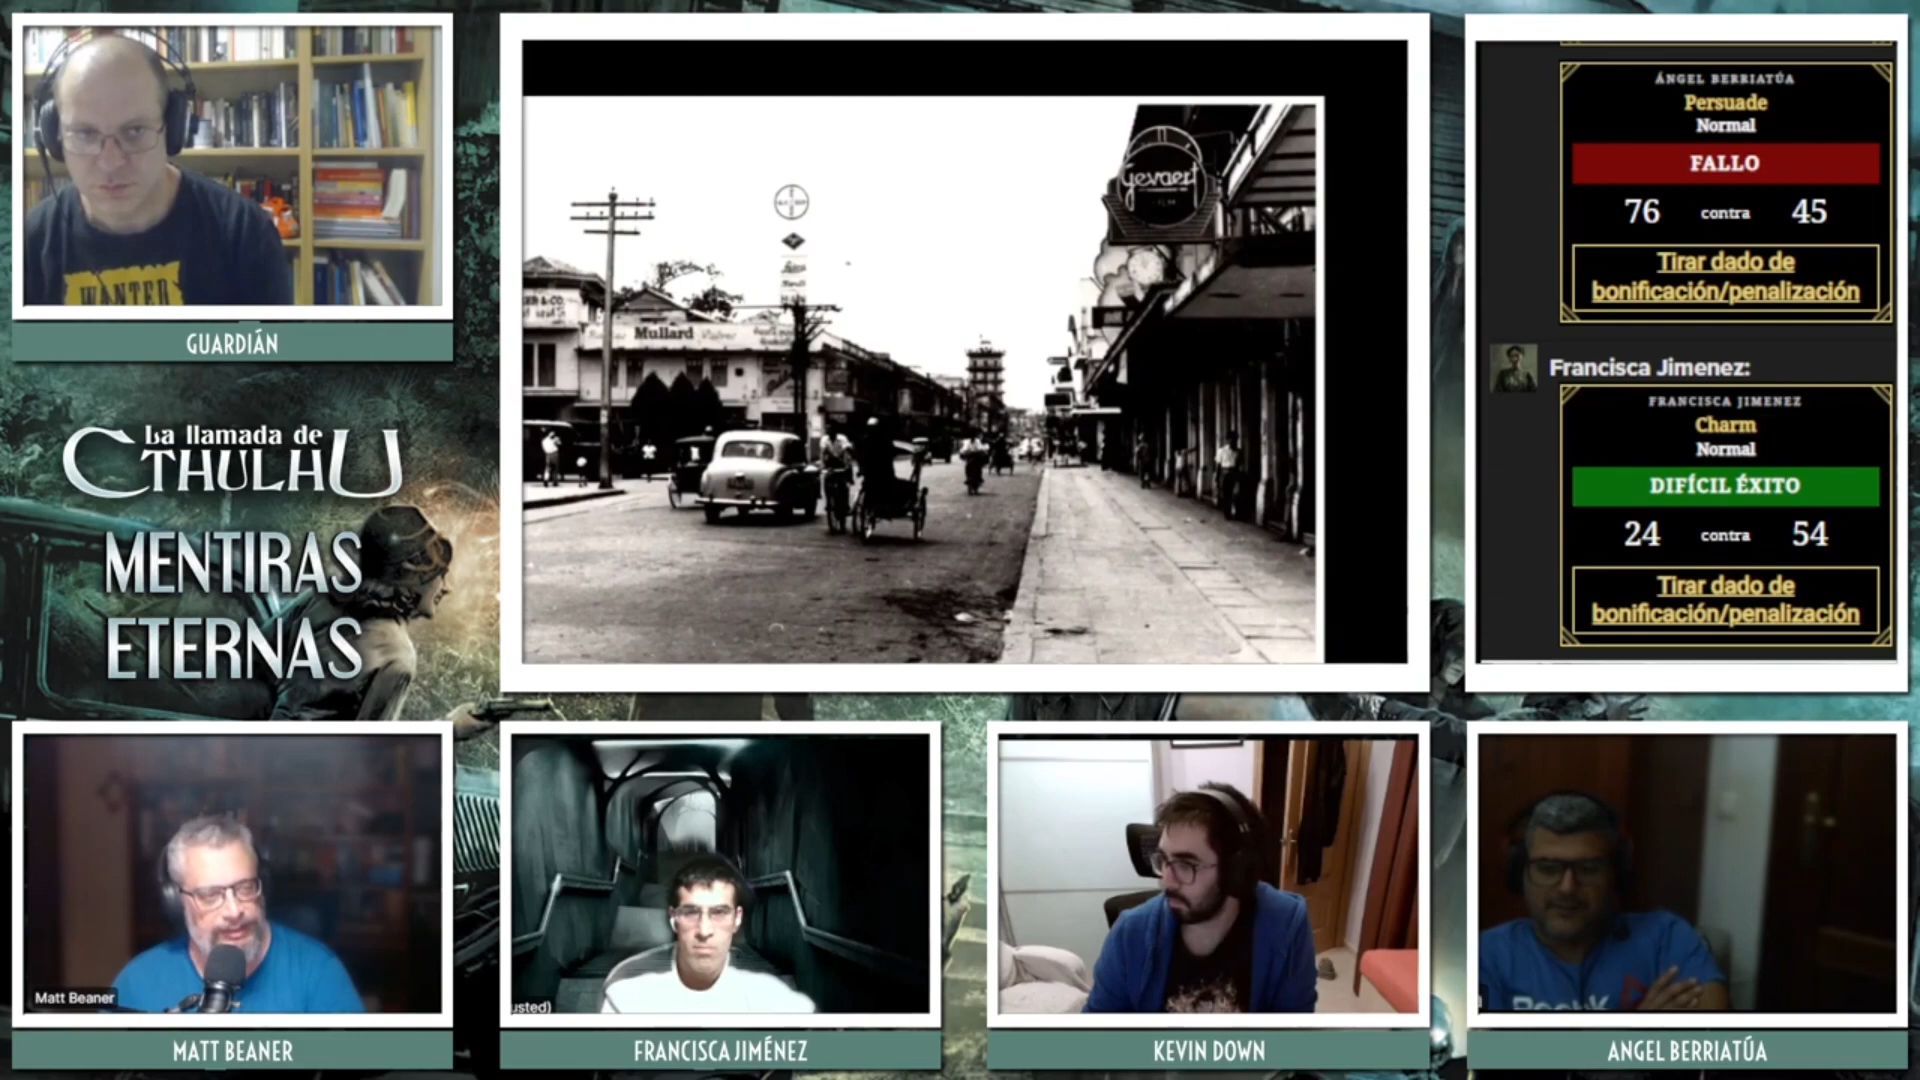 WANTED
GUARDIÁN
La llamada de
CTHULHU
MENTIRAS
ETERNAS
Gevaert
Mullard
ÁNGEL BERRIATÚA
Persuade
Normal
FALLO
76 contra 45
Tirar dado de
bonificación/penalización
Francisca Jimenez:
FRANCISCA JIMENEZ
Charm
Normal
DIFÍCIL ÉXITO
24 contra 54
Tirar dado de
bonificación/penalización
Matt Beaner
MATT BEANER
usted)
FRANCISCA JIMÉNEZ
KEVIN DOWN
ANGEL BERRIATÚA